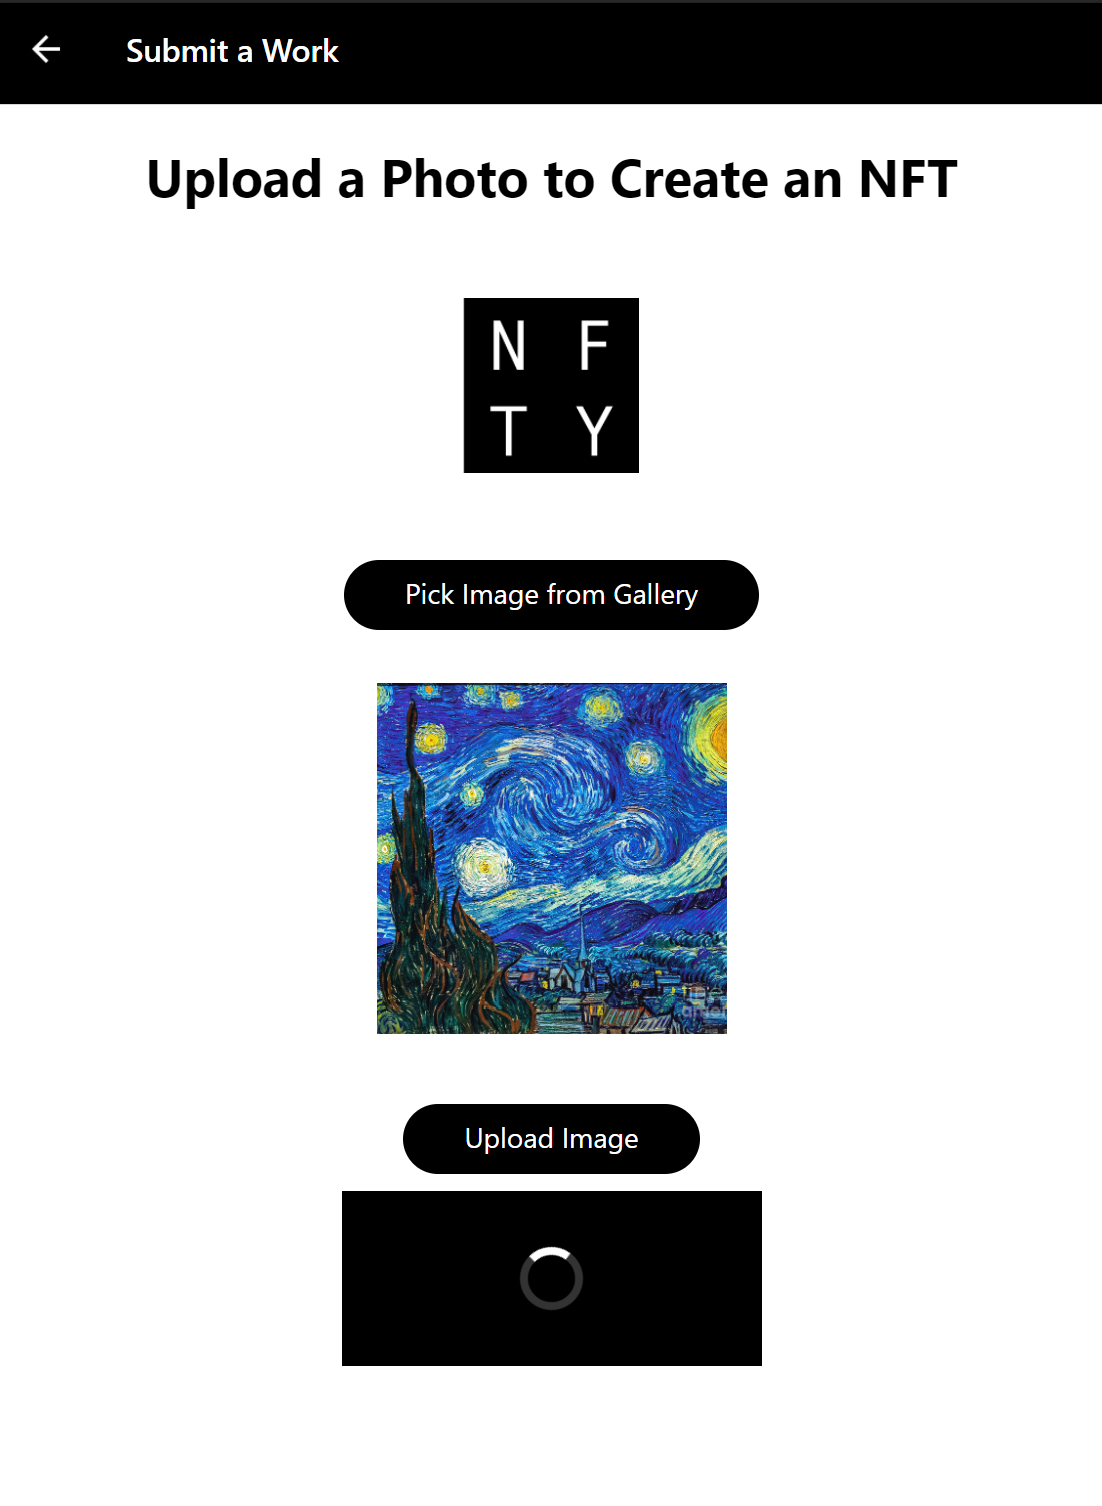 Submit a Work
Upload a Photo to Create an NFT
N F
T Y
Pick Image from Gallery
Upload Image